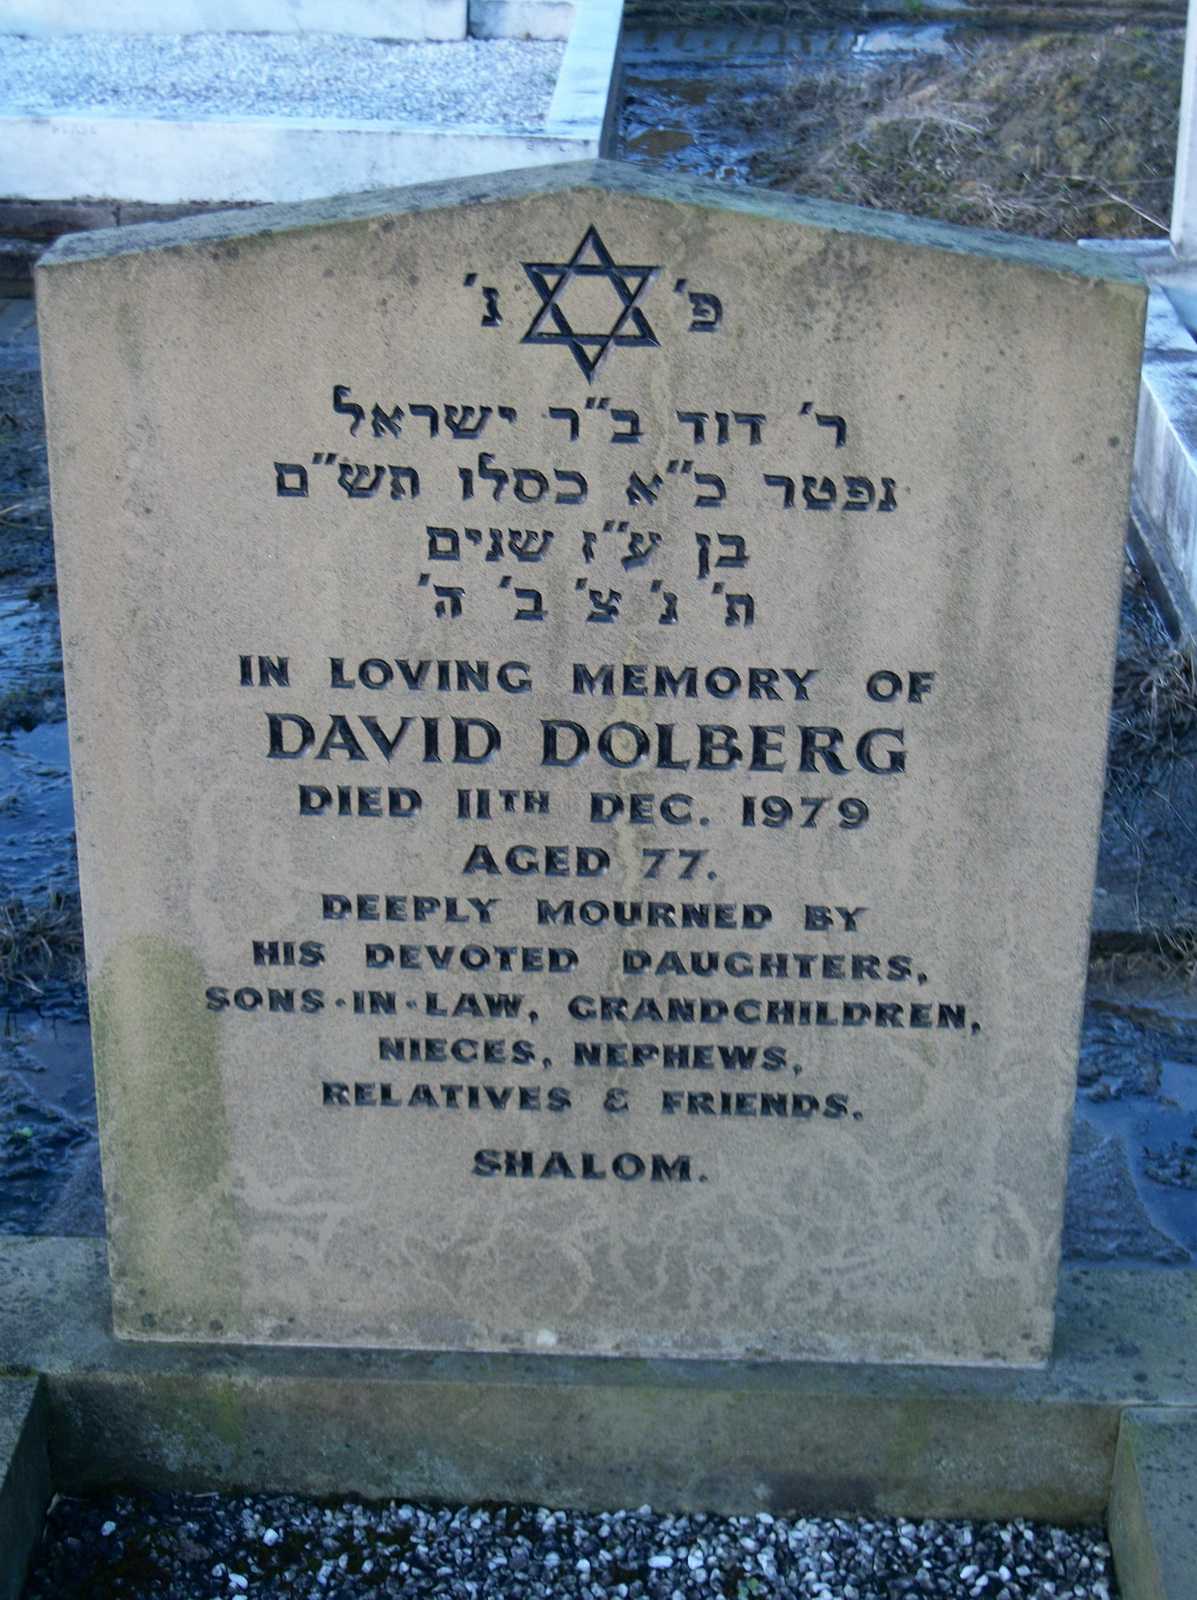 פ' נ'
ר' דוד ב"ר ישראל
נפטר כ"א כסלו תש"ם
בן ע"ז שנים
ת' נ' צ' ב' ה'
IN LOVING MEMORY OF
DAVID DOLBERG
DIED 11TH DEC. 1979
AGED 77.
DEEPLY MOURNED BY
HIS DEVOTED DAUGHTERS,
SONS-IN-LAW, GRANDCHILDREN,
NIECES, NEPHEWS,
RELATIVES & FRIENDS.
SHALOM.